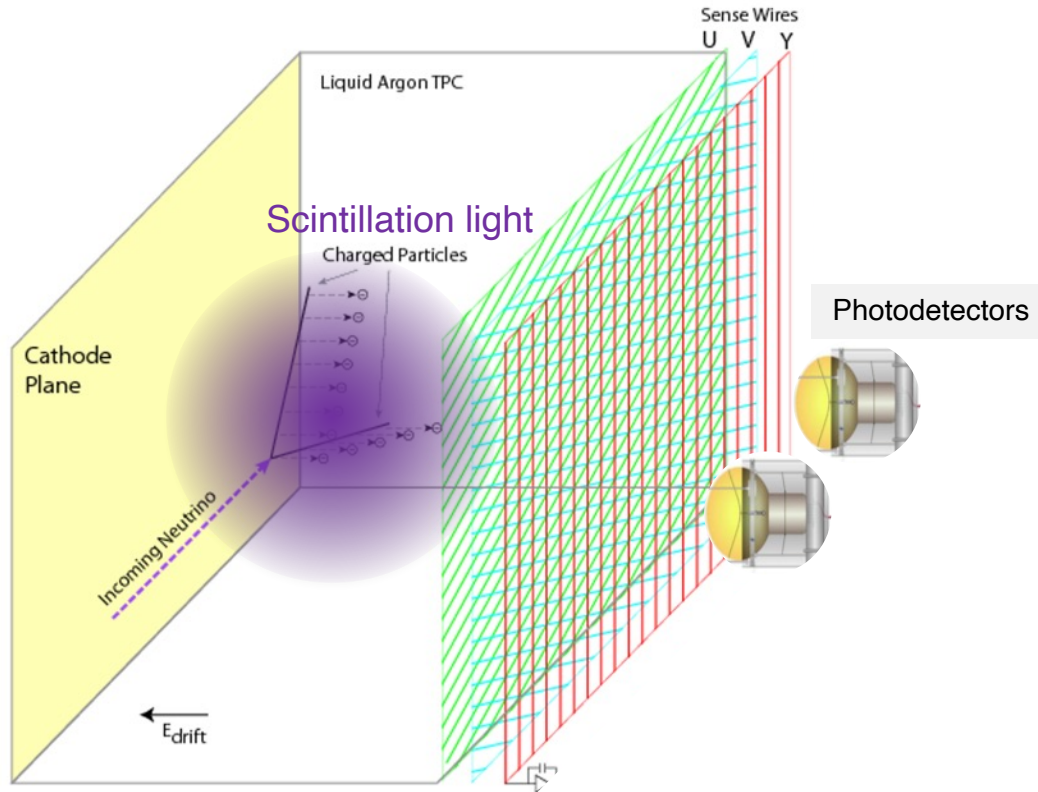 Sense Wires
U V Y
Liquid Argon TPC
Scintillation light
Charged Particles
Photodetectors
Cathode
Plane
Incoming Neutrino
Edrift